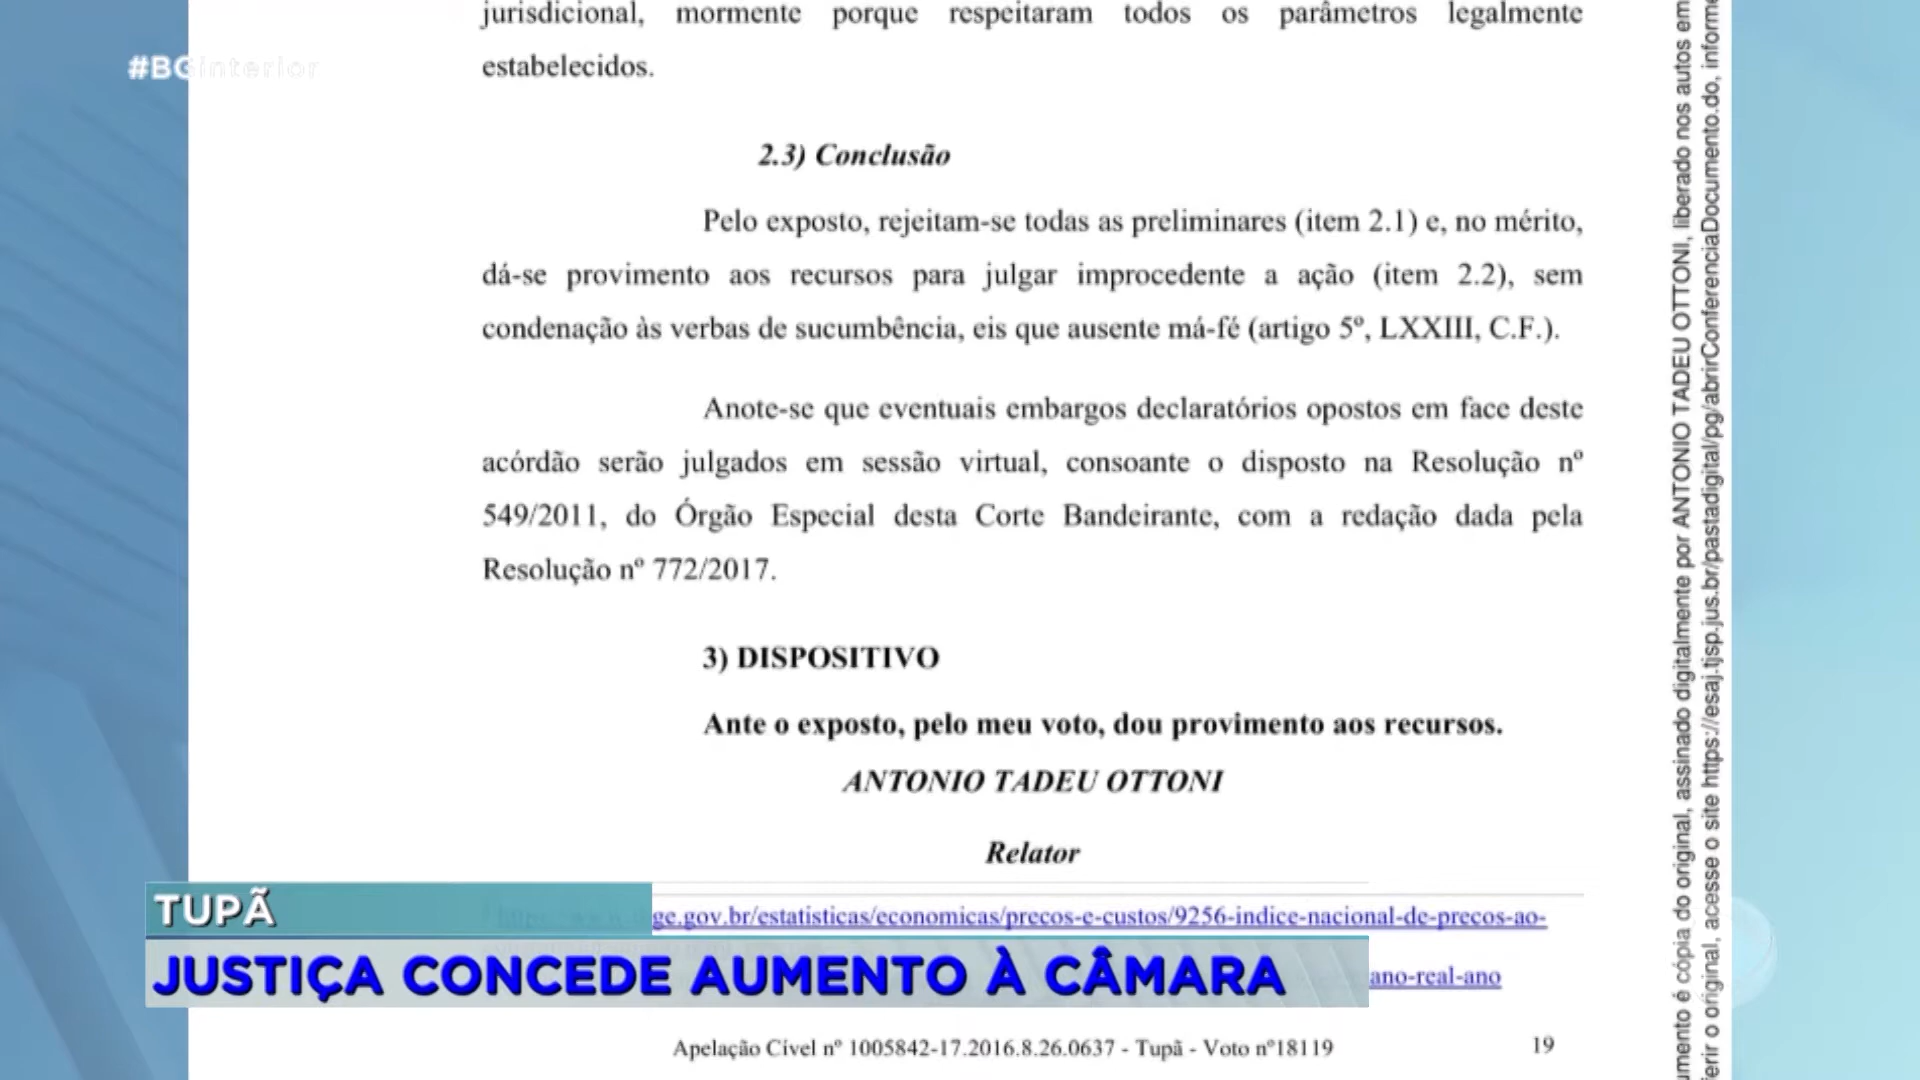 #BGinterior
jurisdicional, mormente porque respeitaram todos os parâmetros legalmente
estabelecidos.
2.3) Conclusão
Pelo exposto, rejeitam-se todas as preliminares (item 2.1) e, no mérito,
dá-se provimento aos recursos para julgar improcedente a ação (item 2.2), sem
condenação às verbas de sucumbência, eis que ausente má-fé (artigo 5º, LXXIII, C.F.).
Anote-se que eventuais embargos declaratórios opostos em face deste
acórdão serão julgados em sessão virtual, consoante o disposto na Resolução nº
549/2011, do Órgão Especial desta Corte Bandeirante, com a redação dada pela
Resolução nº 772/2017.
3) DISPOSITIVO
Ante o exposto, pelo meu voto, dou provimento aos recursos.
ANTONIO TADEU OTTONI
Relator
ge.gov.br/estatisticas/economicas/precos-e-custos/9256-indice-nacional-de-precos-ao-
ano-real-ano
TUPÃ
JUSTIÇA CONCEDE AUMENTO À CÂMARA
Apelação Cível nº 1005842-17.2016.8.26.0637 - Tupã - Voto nº18119
19
umento é cópia do original, assinado digitalmente por ANTONIO TADEU OTTONI, liberado nos autos em
erir o original, acesse o site https://esaj.tjsp.jus.br/pastadigital/pg/abrirConferenciaDocumento.do, informe